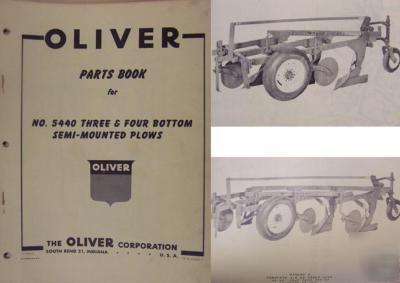 OLIVER
PARTS BOOK
for
NO. 5440 THREE & FOUR BOTTOM
SEMI-MOUNTED PLOWS
OLIVER
THE OLIVER CORPORATION
SOUTH BEND 21, INDIANA. U. S. A.